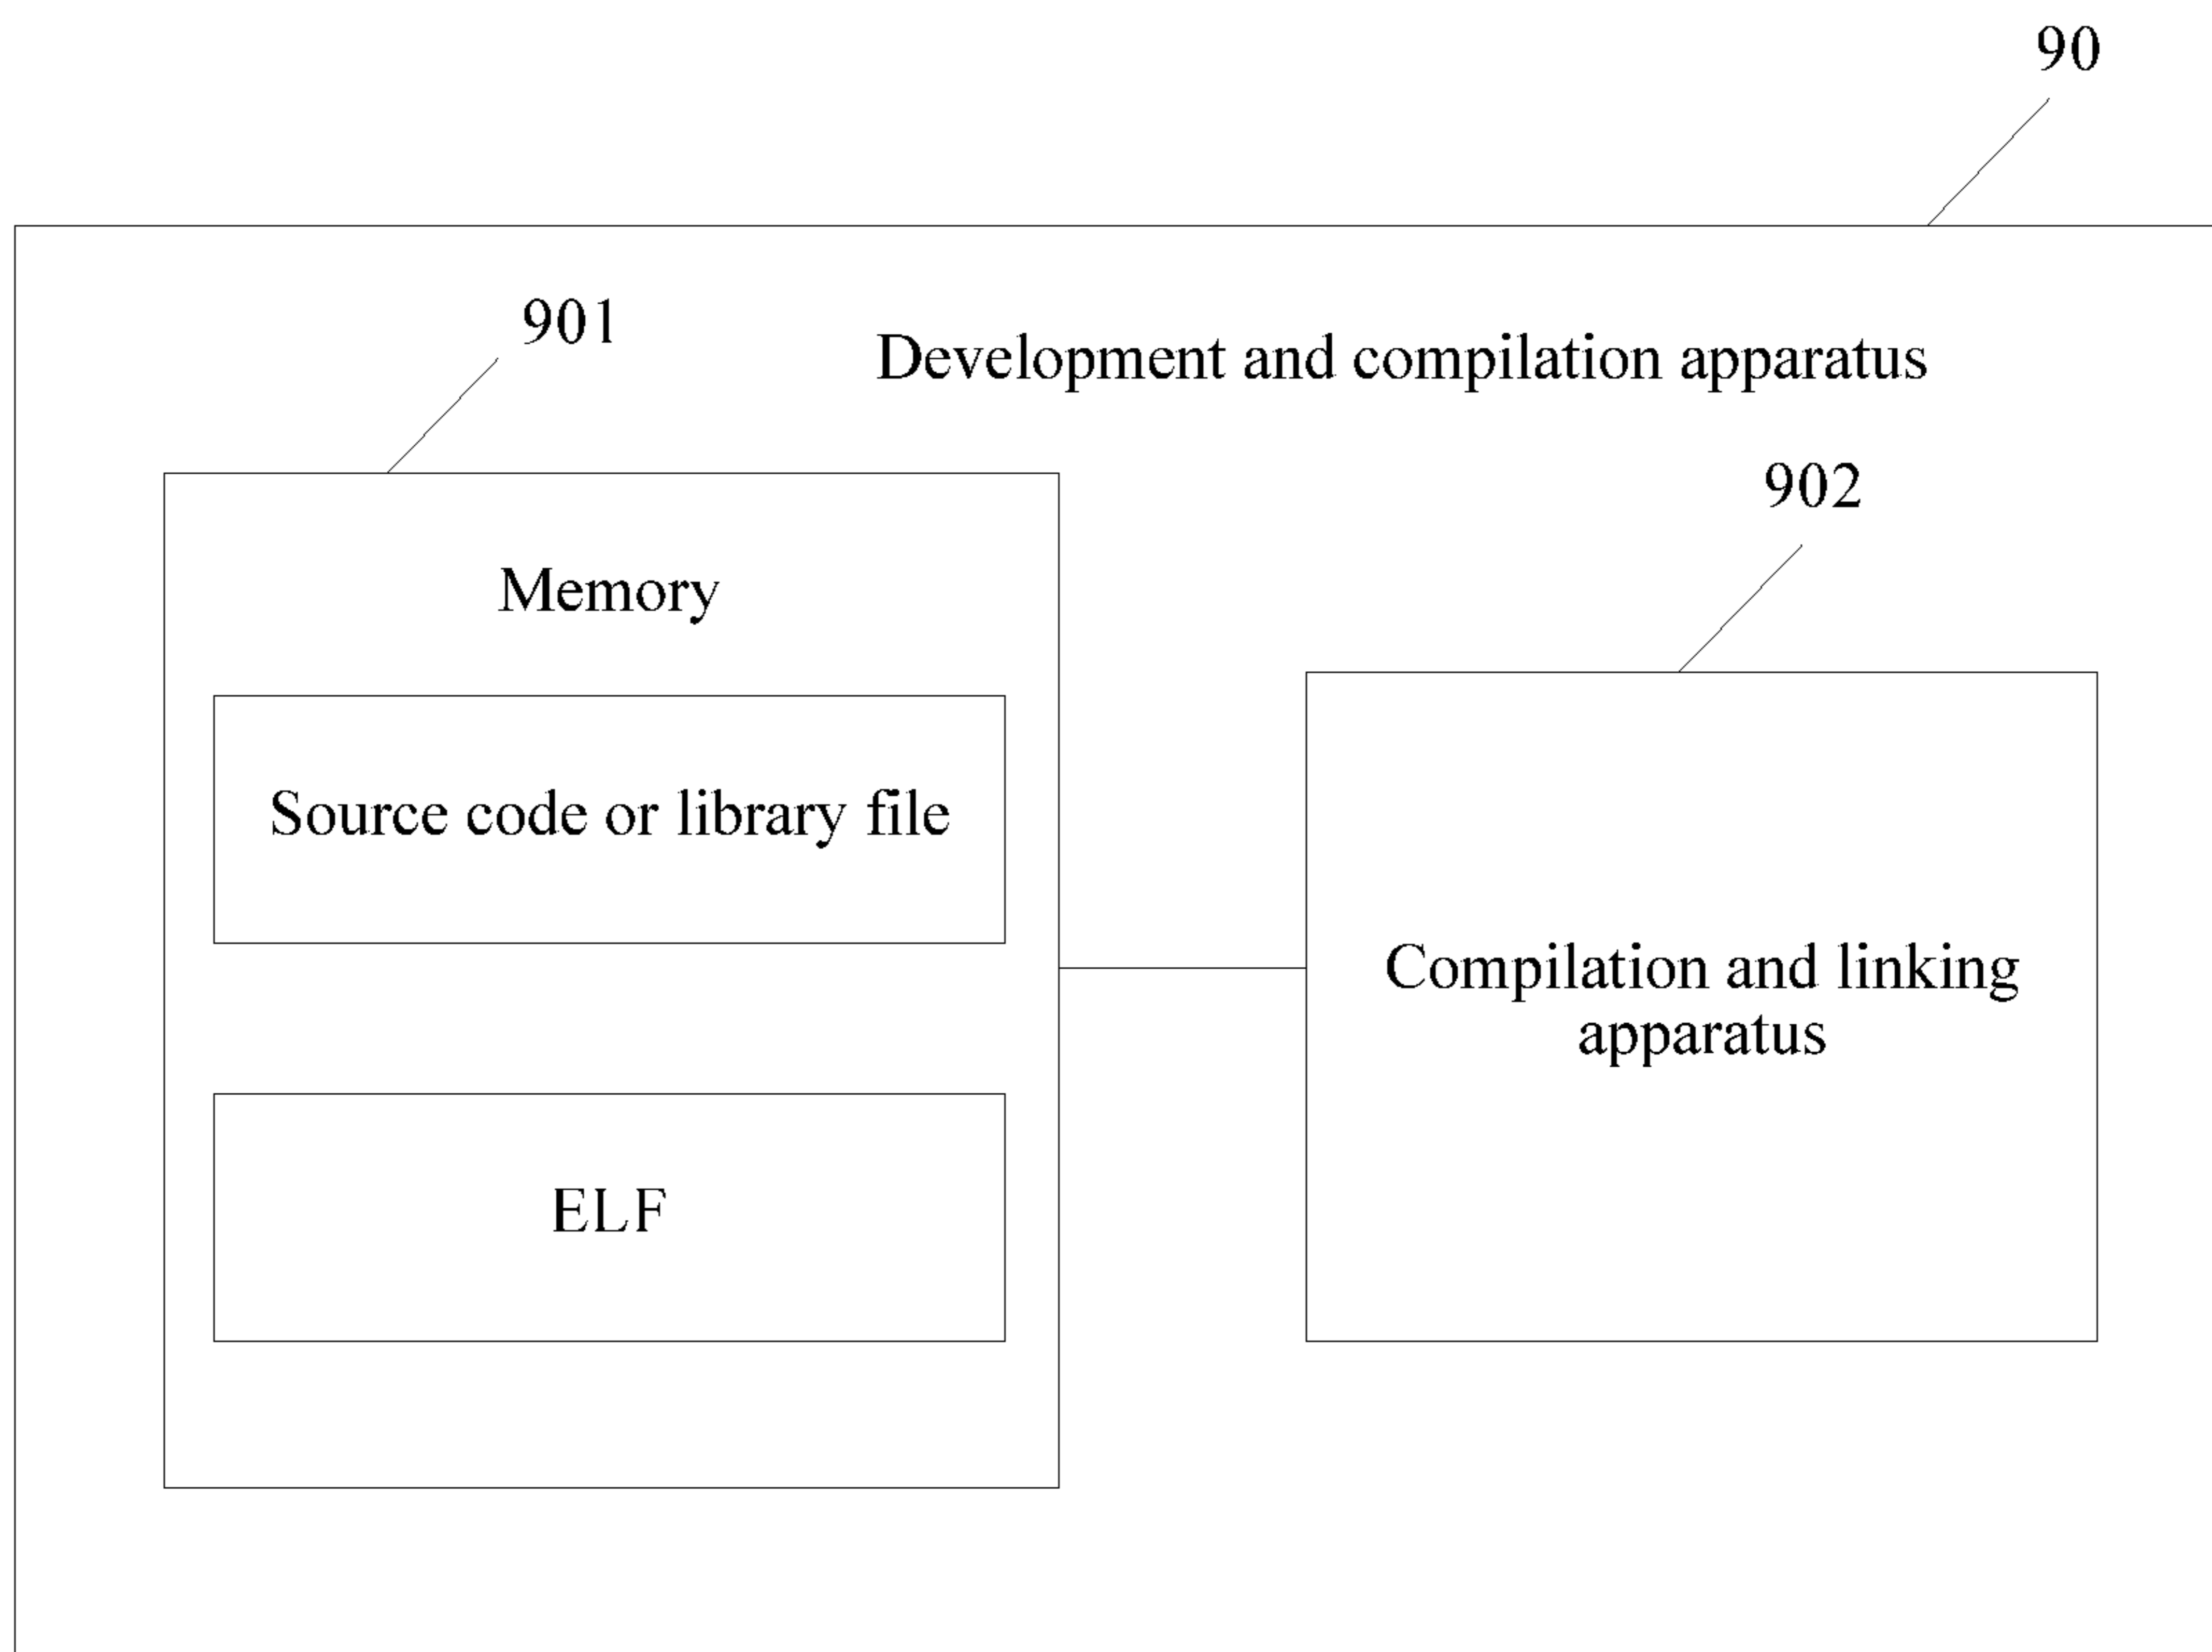 90
901
Development and compilation apparatus
902
Memory
Source code or library file
Compilation and linking
apparatus
ELF